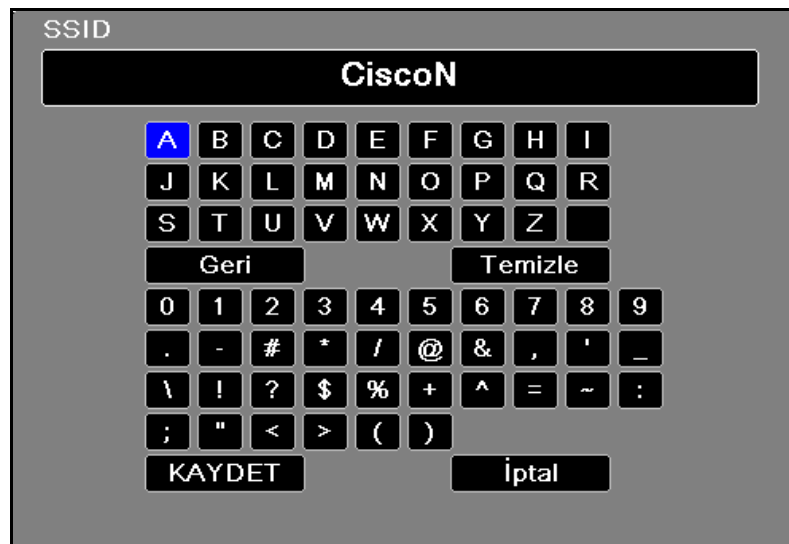 SSID
CiscoN
A B C D E F G H I
J K L M N O P Q R
S T U V W X Y Z
Geri Temizle
0 1 2 3 4 5 6 7 8 9
. - # * / @ & , ' _
\ ! ? $ % + ^ = ~ :
; " < > ( )
KAYDET İptal